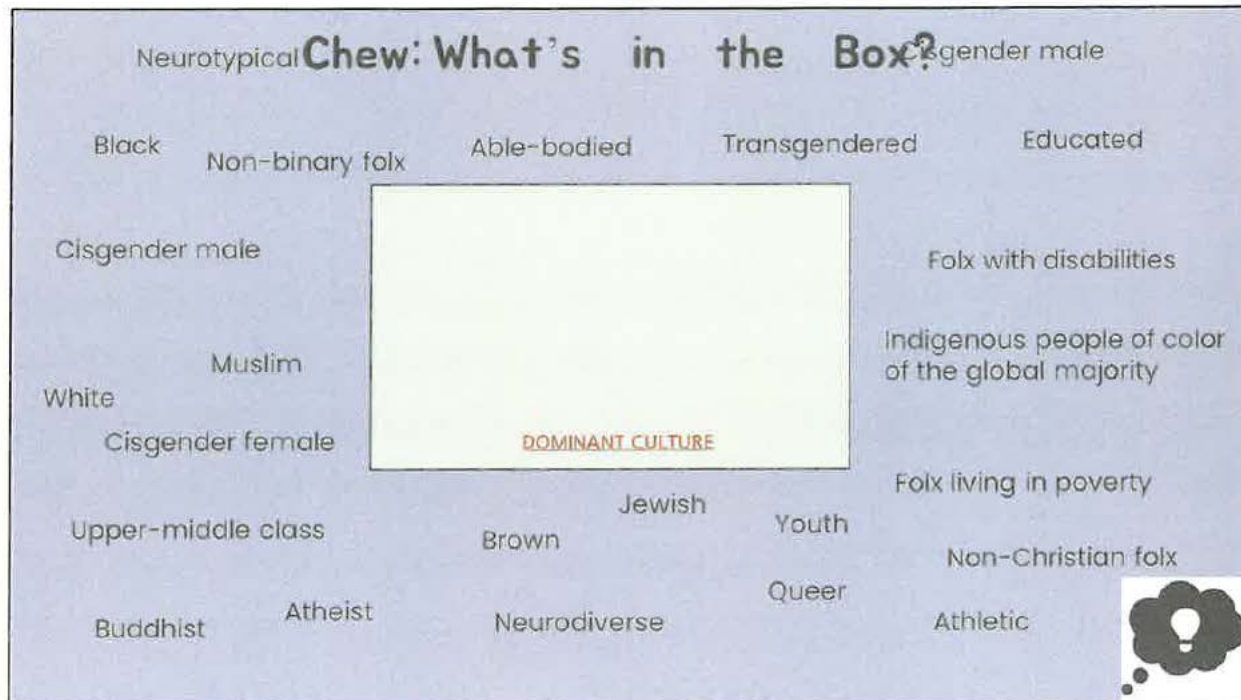 Neurotypical Chew: What's in the Box? Cisgender male
Black
Non-binary folx
Able-bodied
Transgendered
Educated
Cisgender male
Folx with disabilities
Muslim
Indigenous people of color
of the global majority
White
Cisgender female
DOMINANT CULTURE
Folx living in poverty
Jewish
Upper-middle class
Brown
Youth
Non-Christian folx
Queer
Buddhist
Atheist
Neurodiverse
Athletic